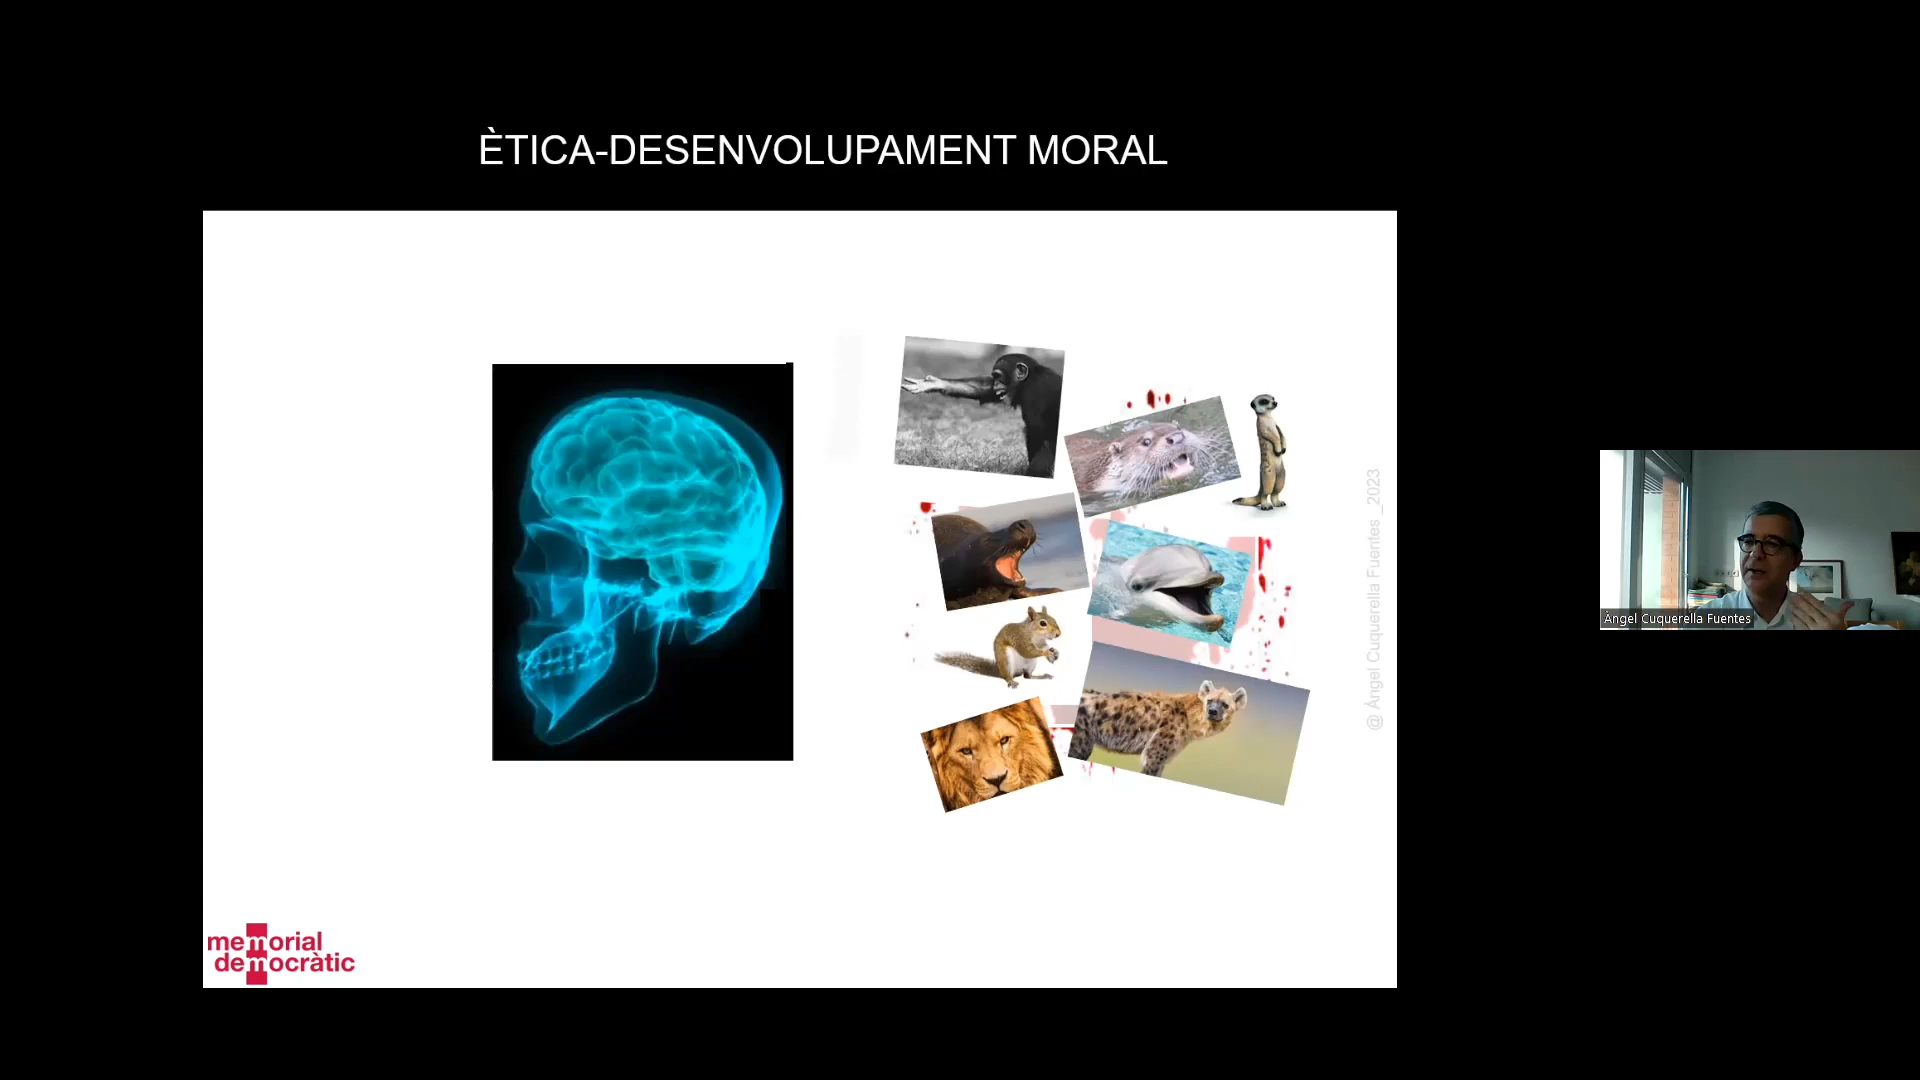 ÈTICA-DESENVOLUPAMENT MORAL
@ Àngel Cuquerella Fuentes _2023
memorial
democràtic
Àngel Cuquerella Fuentes